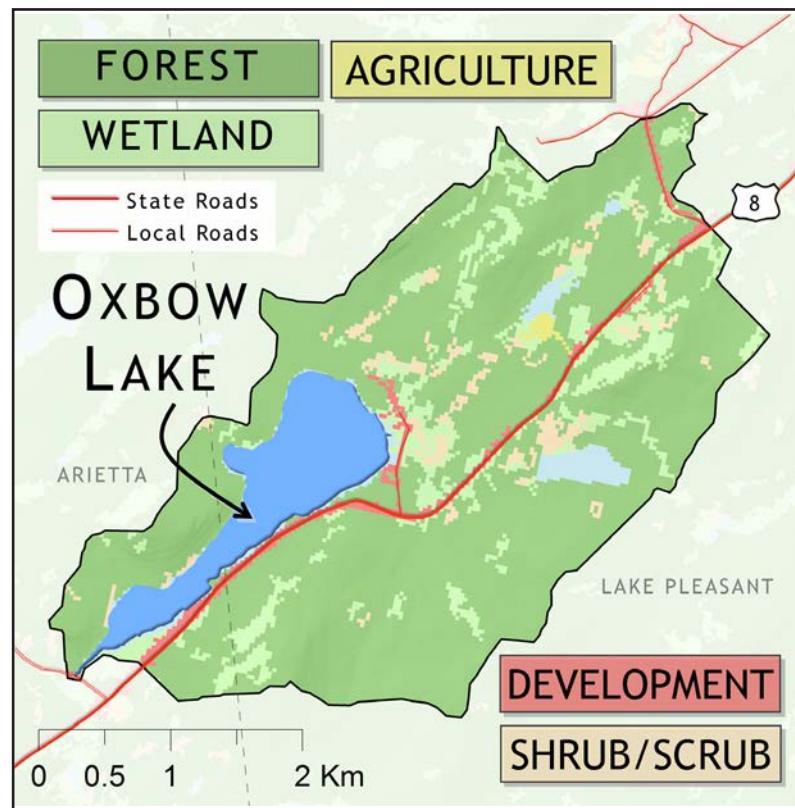 FOREST
AGRICULTURE
WETLAND
State Roads
Local Roads
8
OXBOW
LAKE
ARIETTA
LAKE PLEASANT
DEVELOPMENT
SHRUB/SCRUB
0 0.5 1 2 Km